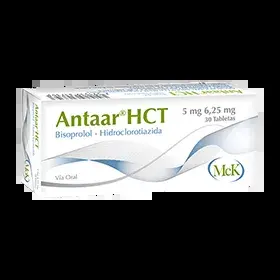 Antaar® HCT
5 mg 6,25 mg
Bisoprolol - Hidroclorotiazida
30 Tabletas
Vía Oral
McK